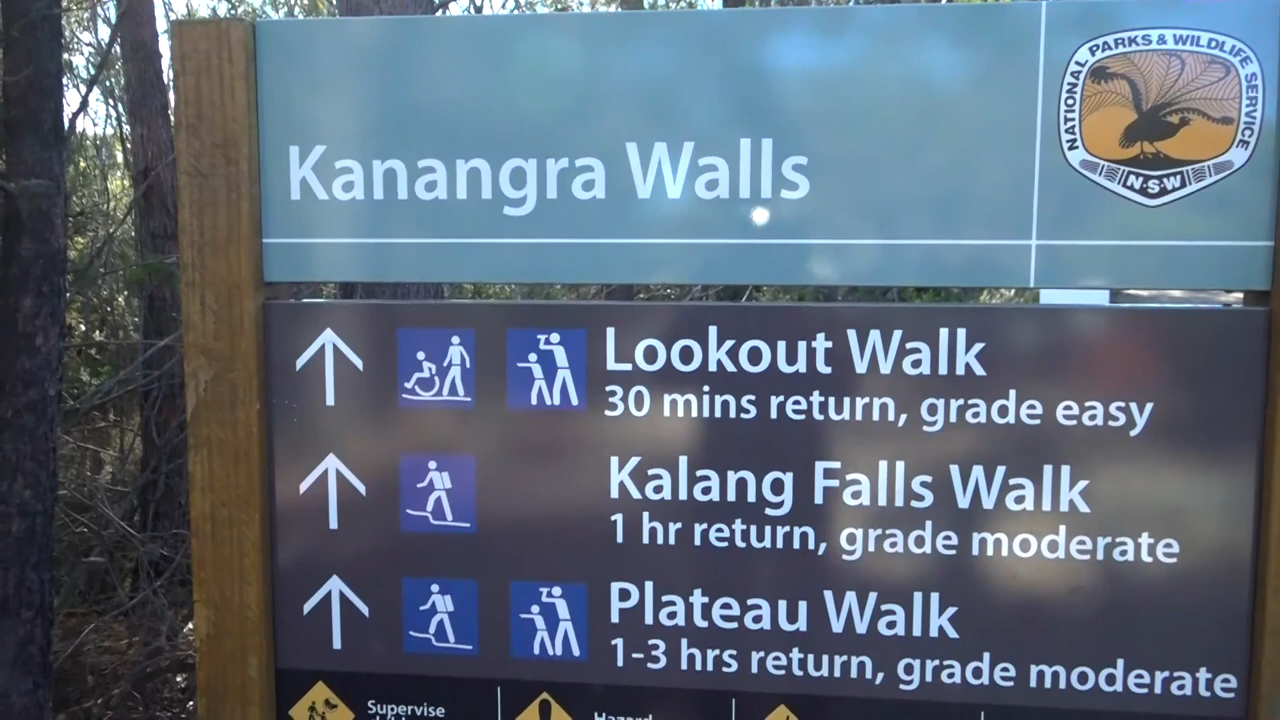 NATIONAL PARKS & WILDLIFE SERVICE
N·S·W
Kanangra Walls
Lookout Walk
30 mins return, grade easy
Kalang Falls Walk
1 hr return, grade moderate
Plateau Walk
1-3 hrs return, grade moderate
Supervise